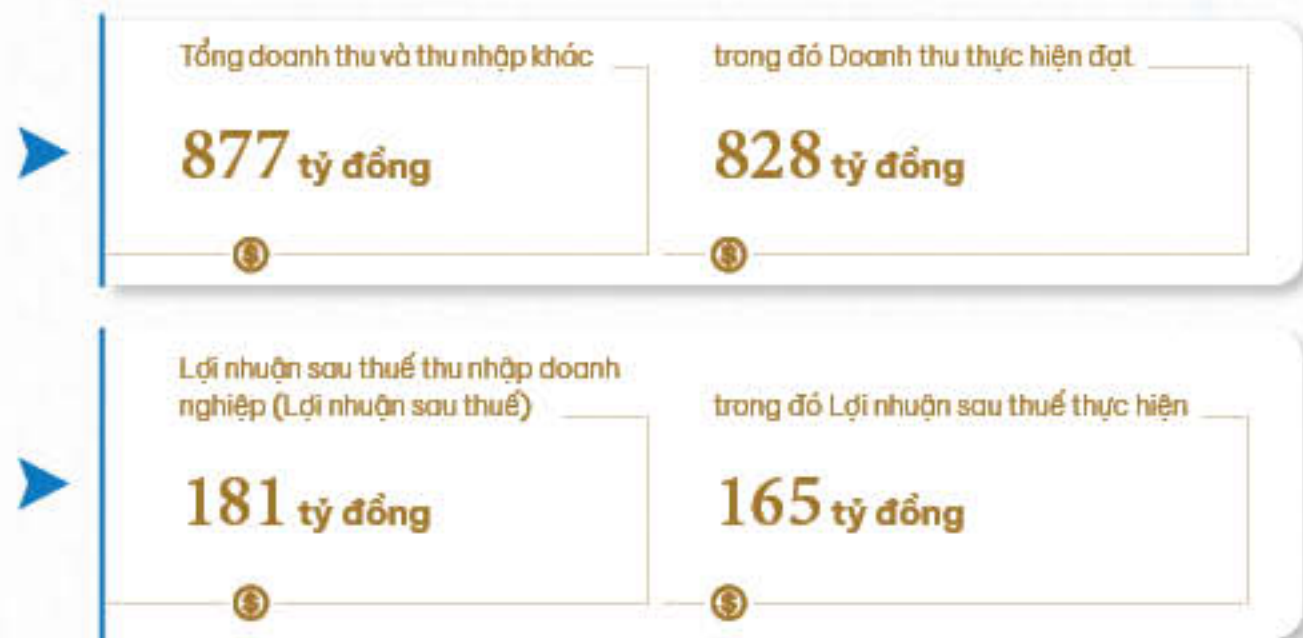 Tổng doanh thu và thu nhập khác
877 tỷ đồng
trong đó Doanh thu thực hiện đạt
828 tỷ đồng
Lợi nhuận sau thuế thu nhập doanh
nghiệp (Lợi nhuận sau thuế)
181 tỷ đồng
trong đó Lợi nhuận sau thuế thực hiện
165 tỷ đồng